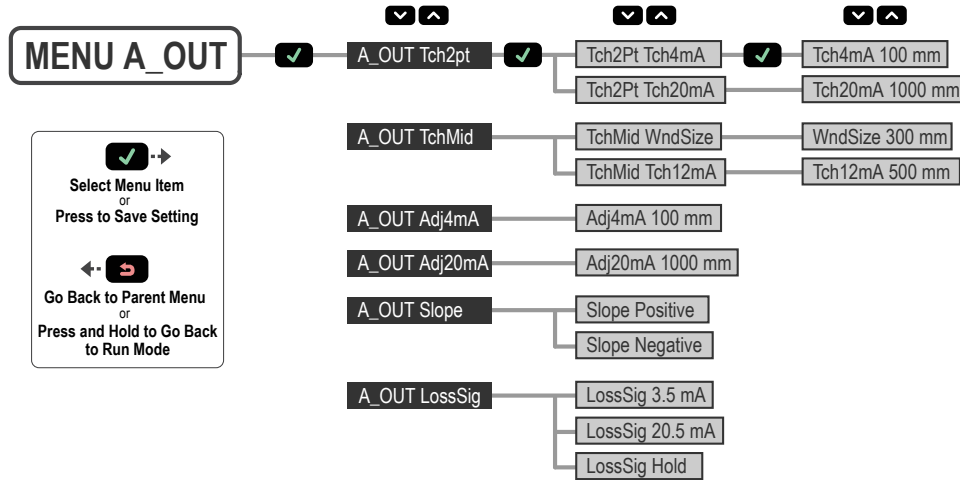 MENU A_OUT
A_OUT Tch2pt
Tch2Pt Tch4mA
Tch4mA 100 mm
Tch2Pt Tch20mA
Tch20mA 1000 mm
A_OUT TchMid
TchMid WndSize
WndSize 300 mm
TchMid Tch12mA
Tch12mA 500 mm
A_OUT Adj4mA
Adj4mA 100 mm
A_OUT Adj20mA
Adj20mA 1000 mm
A_OUT Slope
Slope Positive
Slope Negative
A_OUT LossSig
LossSig 3.5 mA
LossSig 20.5 mA
LossSig Hold
Select Menu Item
or
Press to Save Setting
Go Back to Parent Menu
or
Press and Hold to Go Back
to Run Mode